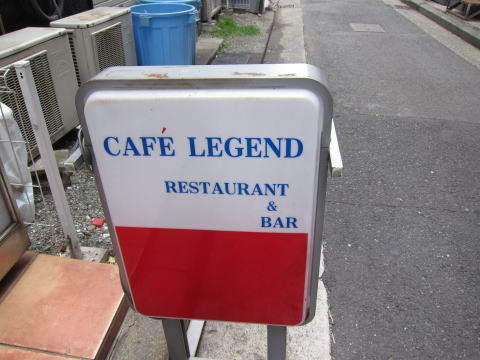 CAFÉ LEGEND
RESTAURANT
&
BAR